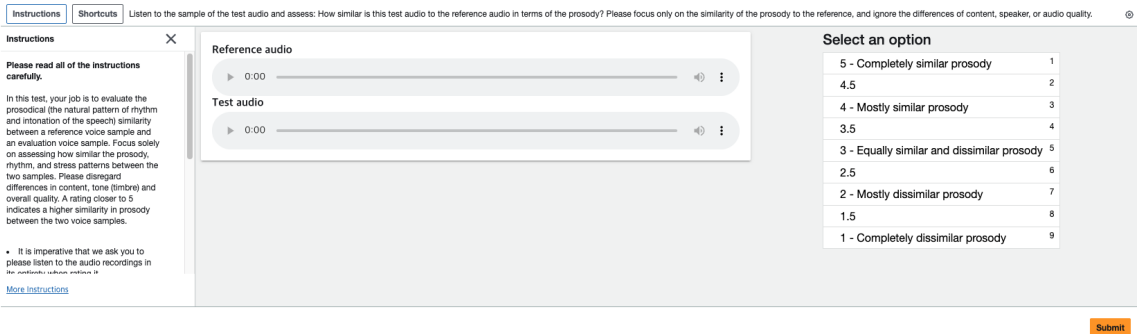 Instructions
Shortcuts
Listen to the sample of the test audio and assess: How similar is this test audio to the reference audio in terms of the prosody? Please focus only on the similarity of the prosody to the reference, and ignore the differences of content, speaker, or audio quality.
Instructions
Please read all of the instructions
carefully.
In this test, your job is to evaluate the
prosodical (the natural pattern of rhythm
and intonation of the speech) similarity
between a reference voice sample and
an evaluation voice sample. Focus solely
on assessing how similar the prosody,
rhythm, and stress patterns between the
two samples. Please disregard
differences in content, tone (timbre) and
overall quality. A rating closer to 5
indicates a higher similarity in prosody
between the two voice samples.
• It is imperative that we ask you to
please listen to the audio recordings in
its entirety when rating it
More Instructions
Reference audio
0:00
Test audio
0:00
Select an option
5 - Completely similar prosody 1
4.5 2
4 - Mostly similar prosody 3
3.5 4
3 - Equally similar and dissimilar prosody 5
2.5 6
2 - Mostly dissimilar prosody 7
1.5 8
1 - Completely dissimilar prosody 9
Submit